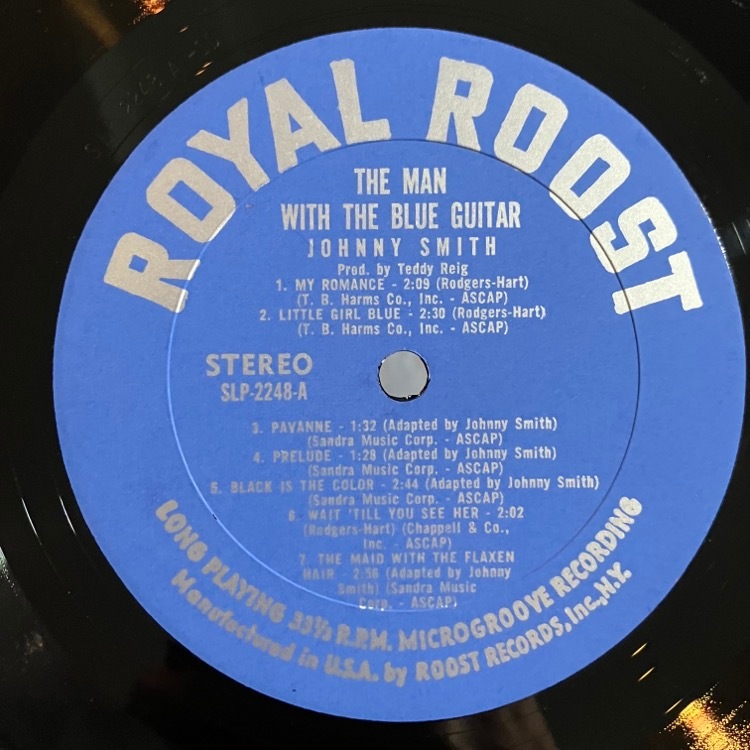 ROYAL ROOST
THE MAN
WITH THE BLUE GUITAR
JOHNNY SMITH
Prod. by Teddy Reig
1. MY ROMANCE - 2:09 (Rodgers-Hart)
(T. B. Harms Co., Inc. - ASCAP)
2. LITTLE GIRL BLUE - 2:30 (Rodgers-Hart)
(T. B. Harms Co., Inc. - ASCAP)
STEREO
SLP-2248-A
3. PAVANNE - 1:32 (Adapted by Johnny Smith)
(Sandra Music Corp. - ASCAP)
4. PRELUDE - 1:28 (Adapted by Johnny Smith)
(Sandra Music Corp. - ASCAP)
5. BLACK IS THE COLOR - 2:44 (Adapted by Johnny Smith)
(Sandra Music Corp. - ASCAP)
6. WAIT 'TILL YOU SEE HER - 2:02
(Rodgers-Hart) (Chappell & Co.,
Inc. - ASCAP)
7. THE MAID WITH THE FLAXEN
HAIR - 2:56 (Adapted by Johnny
Smith) (Sandra Music
Corp. - ASCAP)
LONG PLAYING 33⅓ R.P.M. MICROGROOVE RECORDING
Manufactured in U.S.A. by ROOST RECORDS, Inc., N.Y.